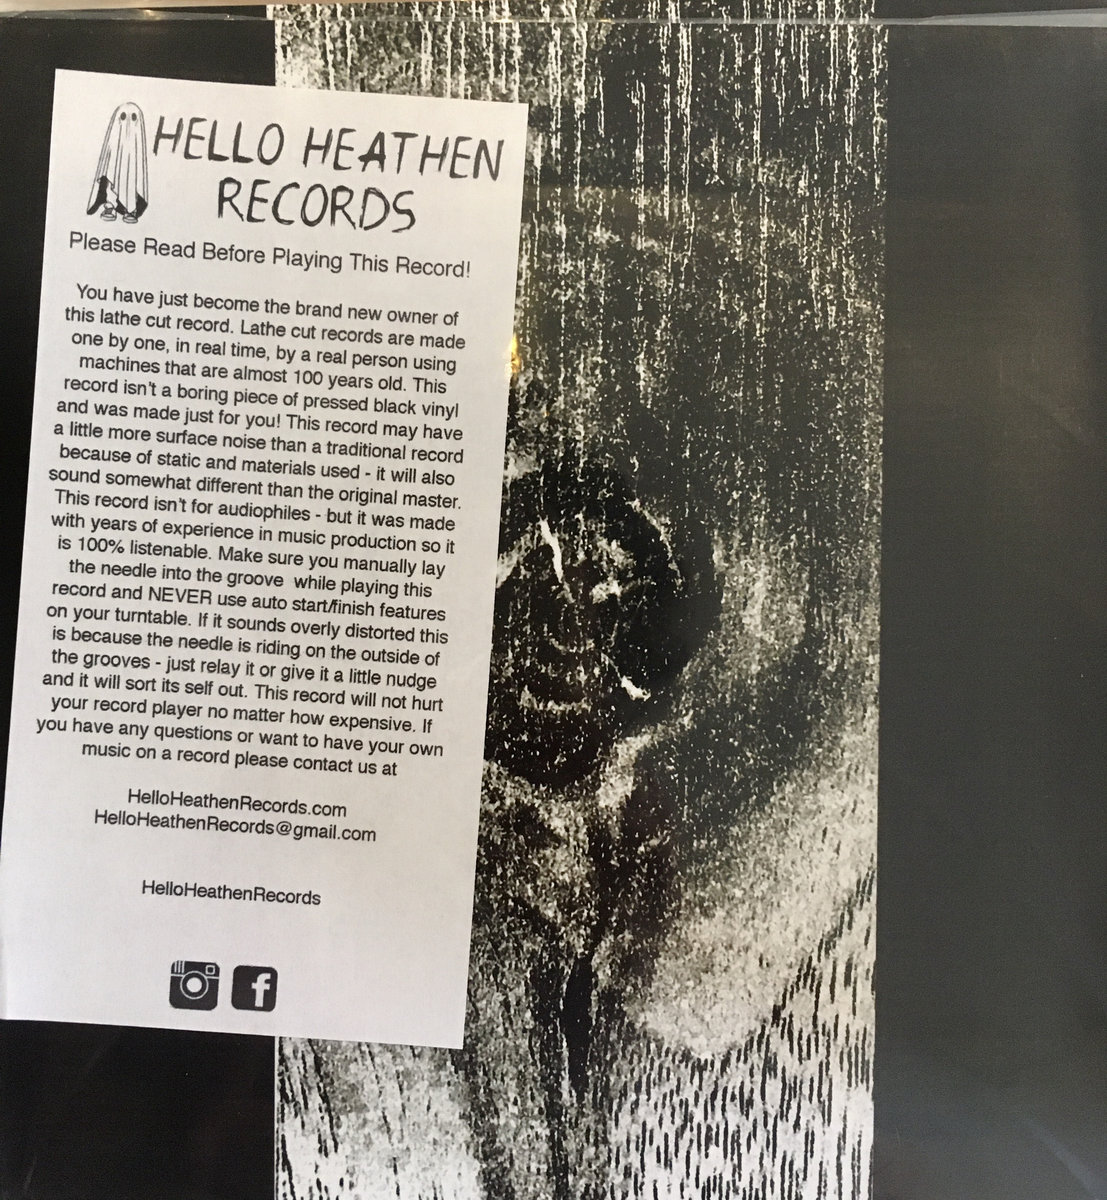 HELLO HEATHEN
RECORDS
Please Read Before Playing This Record!
You have just become the brand new owner of
this lathe cut record. Lathe cut records are made
one by one, in real time, by a real person using
machines that are almost 100 years old. This
record isn't a boring piece of pressed black vinyl
and was made just for you! This record may have
a little more surface noise than a traditional record
because of static and materials used - it will also
sound somewhat different than the original master.
This record isn't for audiophiles - but it was made
with years of experience in music production so it
is 100% listenable. Make sure you manually lay
the needle into the groove while playing this
record and NEVER use auto start/finish features
on your turntable. If it sounds overly distorted this
is because the needle is riding on the outside of
the grooves - just relay it or give it a little nudge
and it will sort its self out. This record will not hurt
your record player no matter how expensive. If
you have any questions or want to have your own
music on a record please contact us at
HelloHeathenRecords.com
HelloHeathenRecords@gmail.com
HelloHeathenRecords